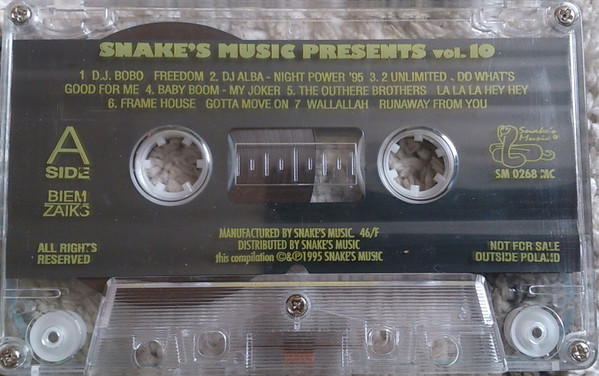 SNAKE'S MUSIC PRESENTS vol. 10
1 D.J. BOBO FREEDOM 2. DJ ALBA - NIGHT POWER '95 3. 2 UNLIMITED - DO WHAT'S
GOOD FOR ME 4. BABY BOOM - MY JOKER 5. THE OUTHERE BROTHERS LA LA LA HEY HEY
6. FRAME HOUSE GOTTA MOVE ON 7 WALLALLAH RUNAWAY FROM YOU
A
SIDE
BIEM
ZAIKS
Snake's
Music
SM 0268 MC
MANUFACTURED BY SNAKE'S MUSIC. 46/F
DISTRIBUTED BY SNAKE'S MUSIC
this compilation ©&℗1995 SNAKE'S MUSIC
ALL RIGHTS
RESERVED
NOT FOR SALE
OUTSIDE POLAND